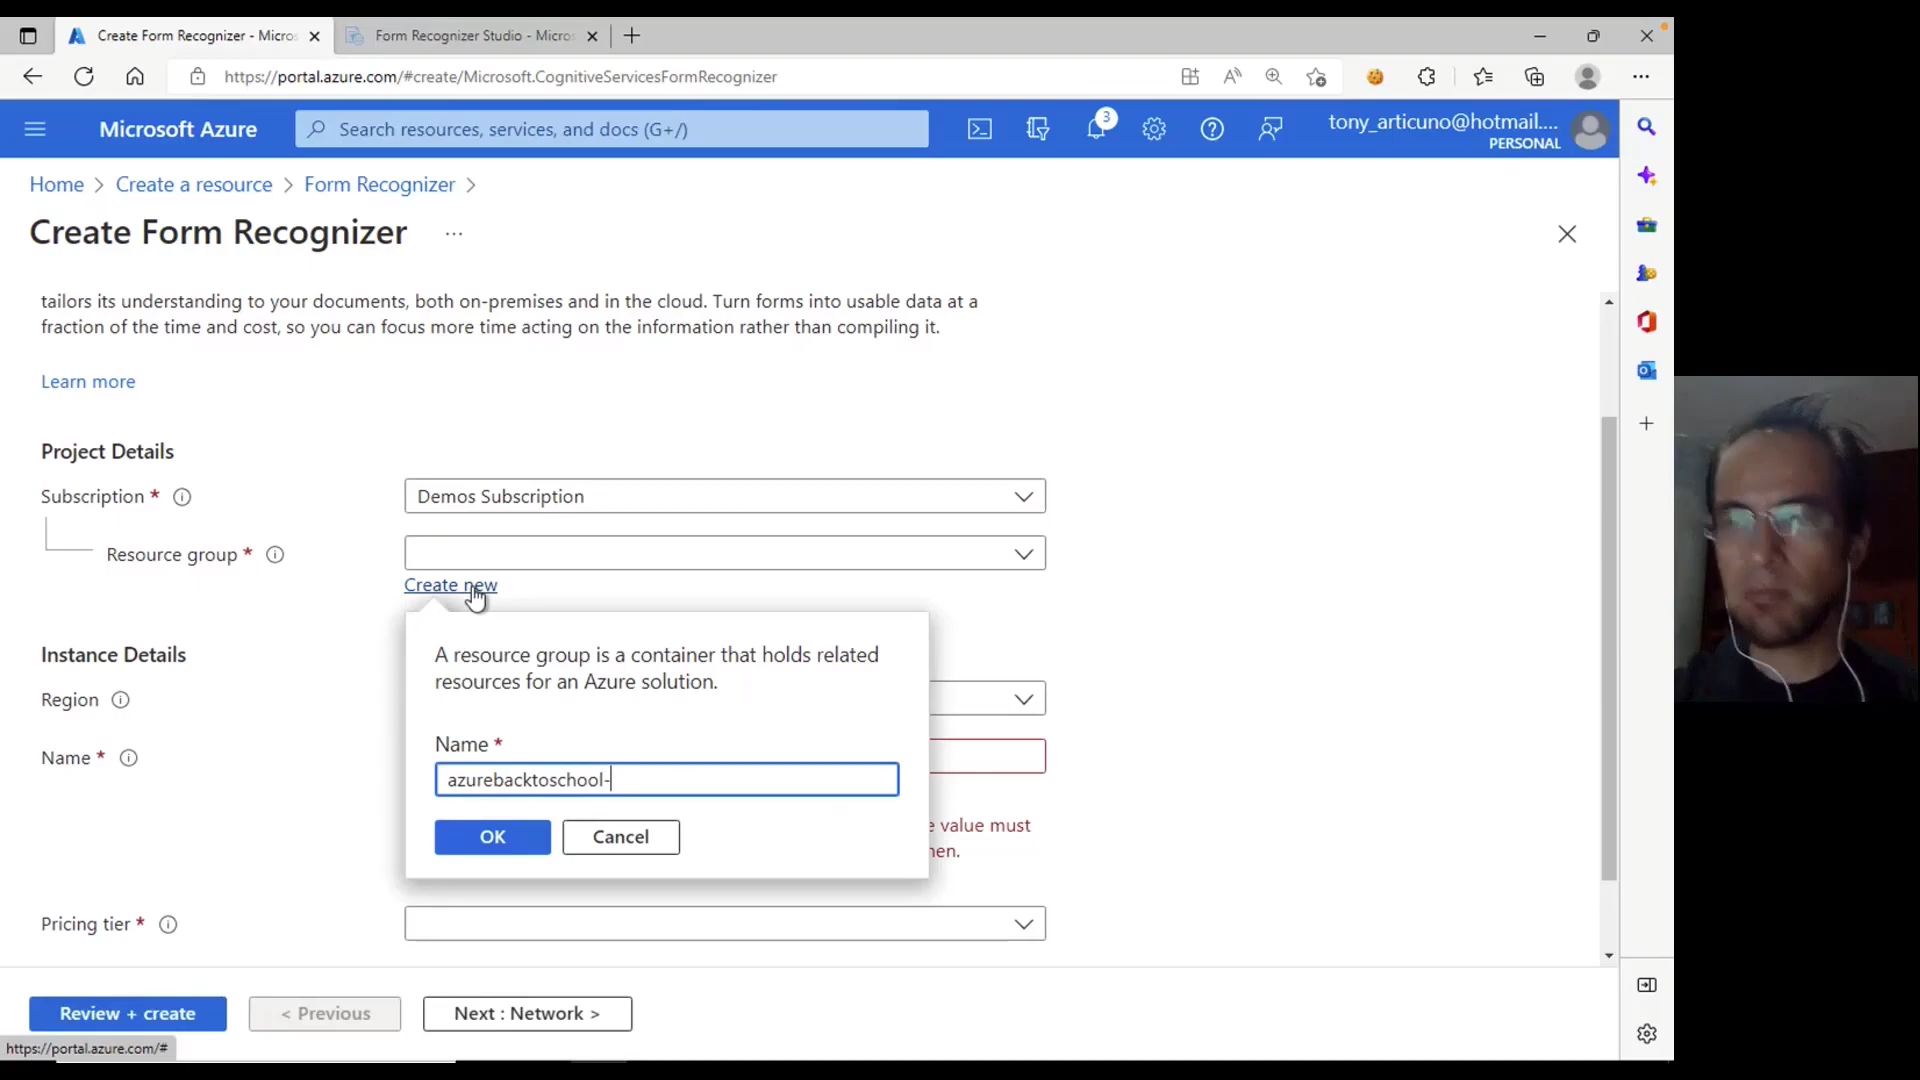 Create Form Recognizer - Micros
Form Recognizer Studio - Micros
https://portal.azure.com/#create/Microsoft.CognitiveServicesFormRecognizer
Microsoft Azure
Search resources, services, and docs (G+/)
3
tony_articuno@hotmail....
PERSONAL
Home > Create a resource > Form Recognizer >
Create Form Recognizer ...
tailors its understanding to your documents, both on-premises and in the cloud. Turn forms into usable data at a
fraction of the time and cost, so you can focus more time acting on the information rather than compiling it.
Learn more
Project Details
Subscription *
Demos Subscription
Resource group *
Create new
A resource group is a container that holds related
resources for an Azure solution.
Name *
azurebacktoschool-
OK
Cancel
Instance Details
Region
Name *
e value must
hen.
Pricing tier *
Review + create
< Previous
Next : Network >
https://portal.azure.com/#